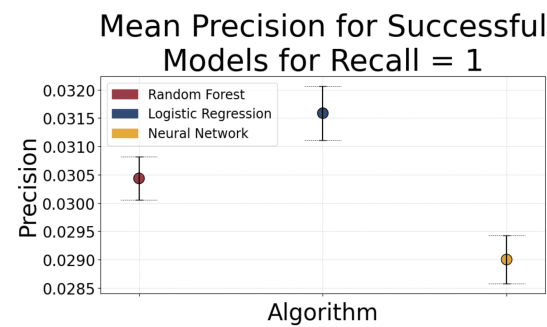 Mean Precision for Successful
Models for Recall = 1
Precision
0.0320
0.0315
0.0310
0.0305
0.0300
0.0295
0.0290
0.0285
Random Forest
Logistic Regression
Neural Network
Algorithm